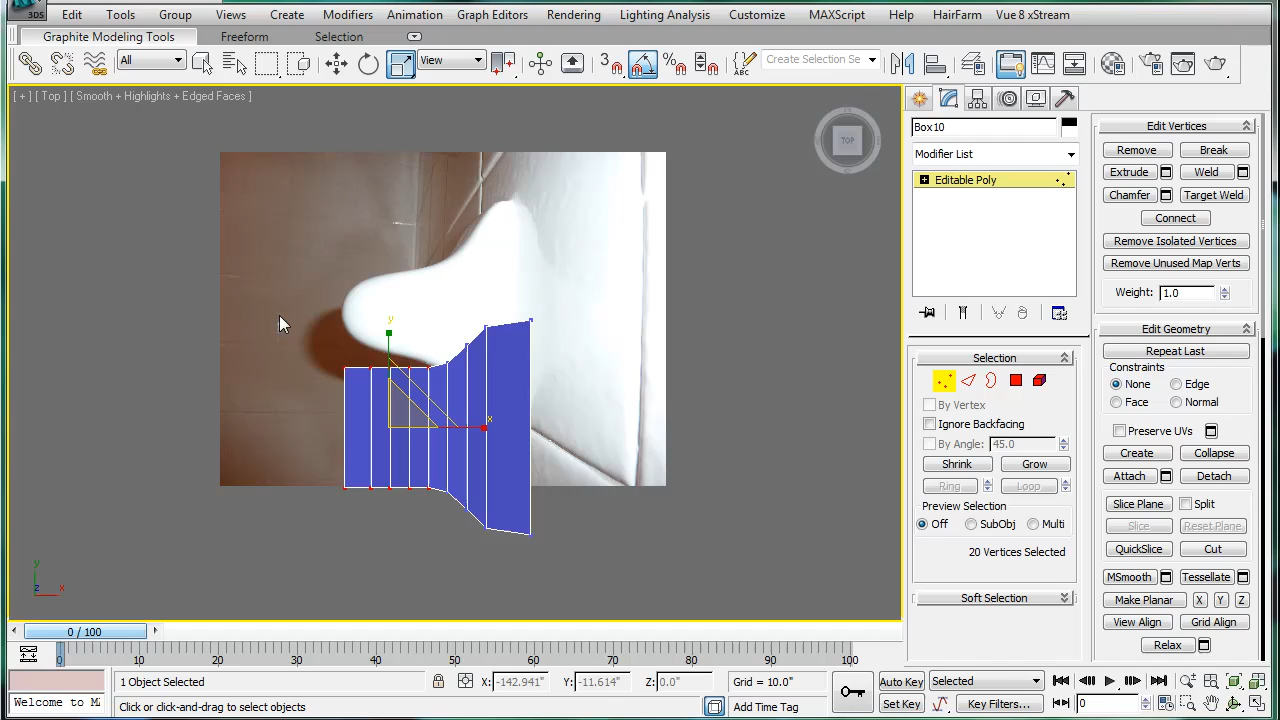 3DS
Edit Tools Group Views Create Modifiers Animation Graph Editors Rendering Lighting Analysis Customize MAXScript Help HairFarm Vue 8 xStream
Graphite Modeling Tools Freeform Selection
All View 3 ABC Create Selection Se
[ + ] [ Top ] [ Smooth + Highlights + Edged Faces ]
TOP
y
x
y
z x
Box10
Modifier List
Editable Poly
Selection
By Vertex
Ignore Backfacing
By Angle: 45.0
Shrink Grow
Ring Loop
Preview Selection
Off SubObj Multi
20 Vertices Selected
Soft Selection
Edit Vertices
Remove Break
Extrude Weld
Chamfer Target Weld
Connect
Remove Isolated Vertices
Remove Unused Map Verts
Weight: 1.0
Edit Geometry
Repeat Last
Constraints
None Edge
Face Normal
Preserve UVs
Create Collapse
Attach Detach
Slice Plane Split
Slice Reset Plane
QuickSlice Cut
MSmooth Tessellate
Make Planar X Y Z
View Align Grid Align
Relax
0 / 100
0 10 20 30 40 50 60 70 80 90 100
1 Object Selected X: -142.941" Y: -11.614" Z: 0.0" Grid = 10.0" Auto Key Selected
Welcome to M Click or click-and-drag to select objects Add Time Tag Set Key Key Filters... 0